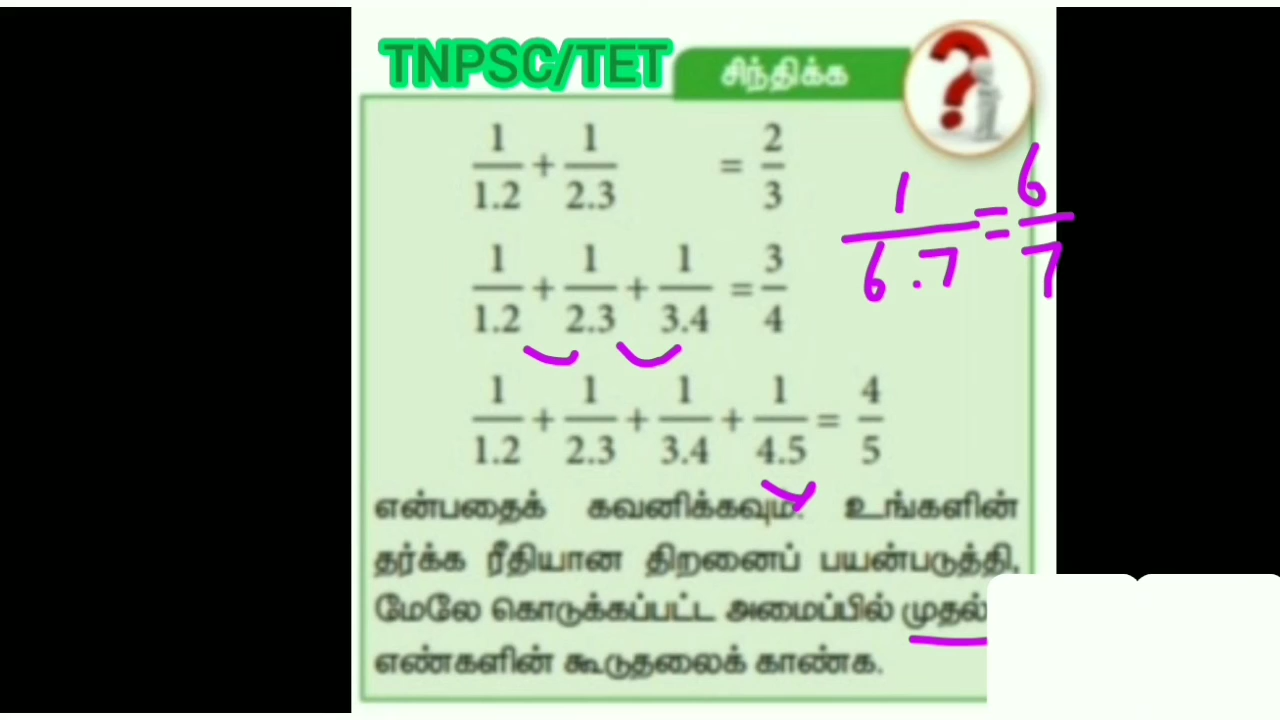 TNPSC/TET
சிந்திக்க
1/1.2 + 1/2.3 = 2/3
1/6.7 = 6/7
1/1.2 + 1/2.3 + 1/3.4 = 3/4
1/1.2 + 1/2.3 + 1/3.4 + 1/4.5 = 4/5
என்பதைக் கவனிக்கவும். உங்களின்
தர்க்க ரீதியான திறனைப் பயன்படுத்தி,
மேலே கொடுக்கப்பட்ட அமைப்பில் முதல்
எண்களின் கூடுதலைக் காண்க.